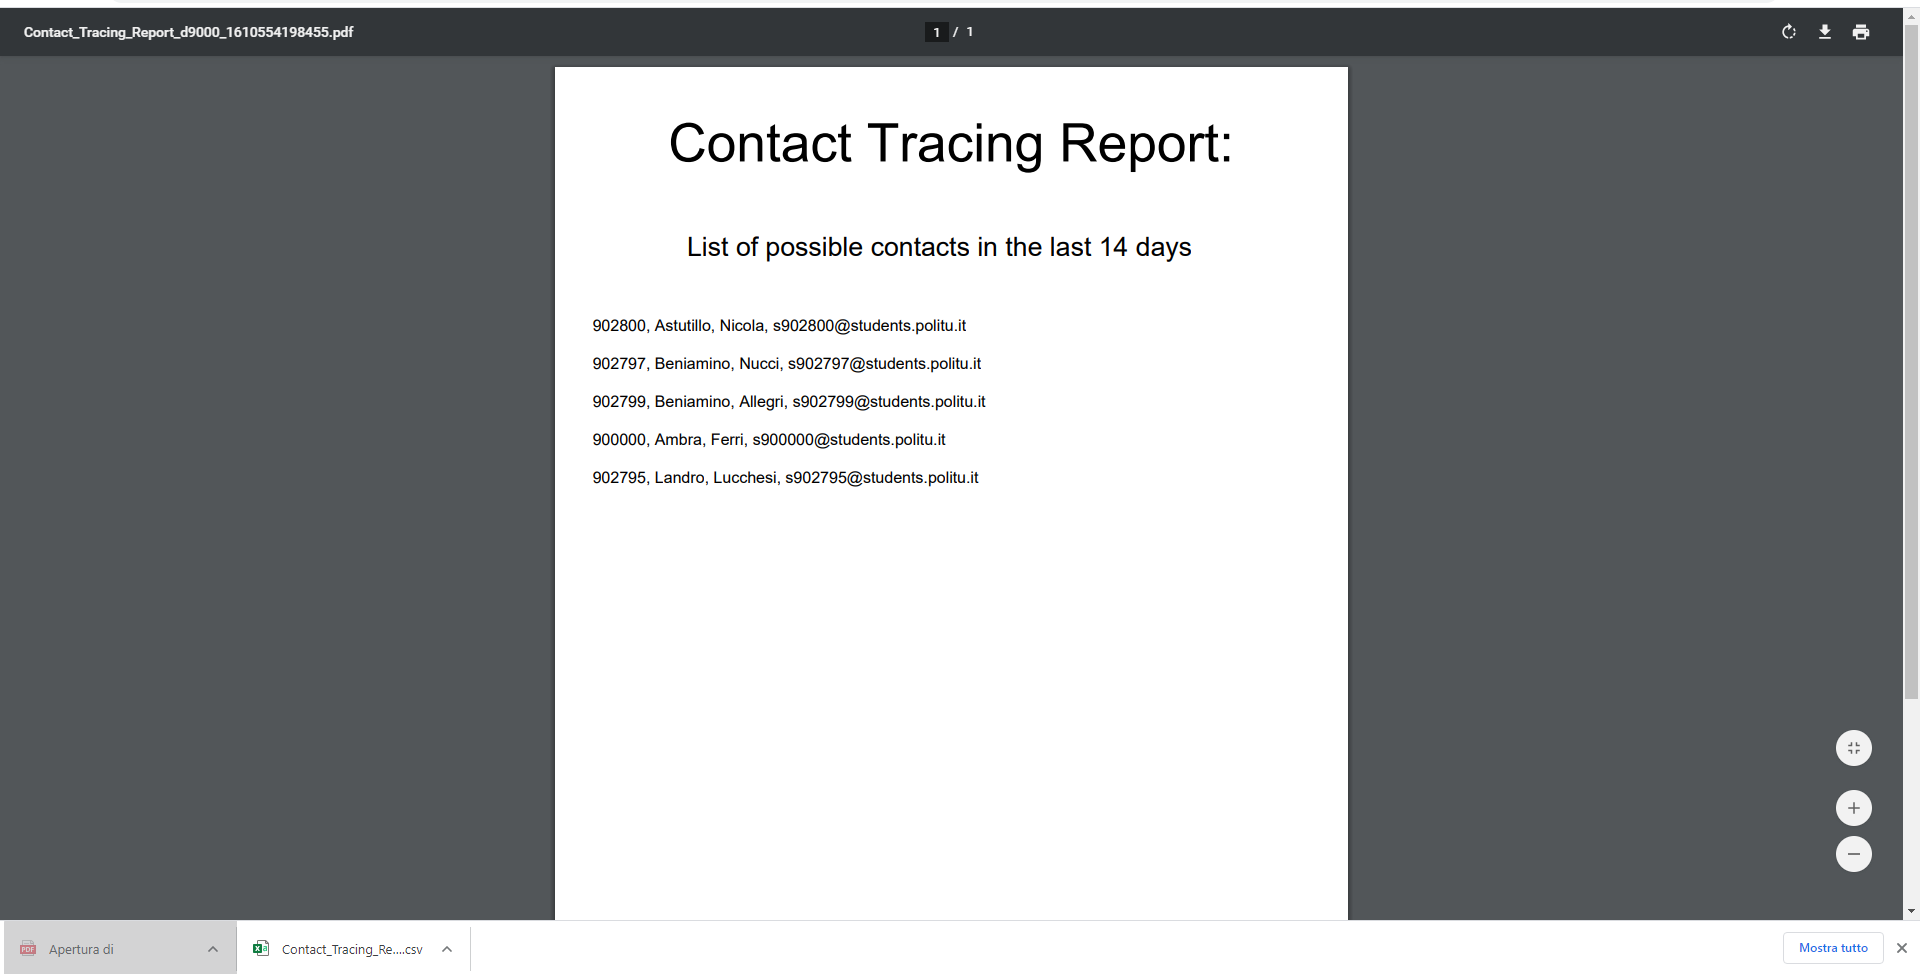 Contact_Tracing_Report_d9000_1610554198455.pdf
1 / 1
Contact Tracing Report:
List of possible contacts in the last 14 days
902800, Astutillo, Nicola, s902800@students.politu.it
902797, Beniamino, Nucci, s902797@students.politu.it
902799, Beniamino, Allegri, s902799@students.politu.it
900000, Ambra, Ferri, s900000@students.politu.it
902795, Landro, Lucchesi, s902795@students.politu.it
PDF Apertura di
Contact_Tracing_Re....csv
Mostra tutto